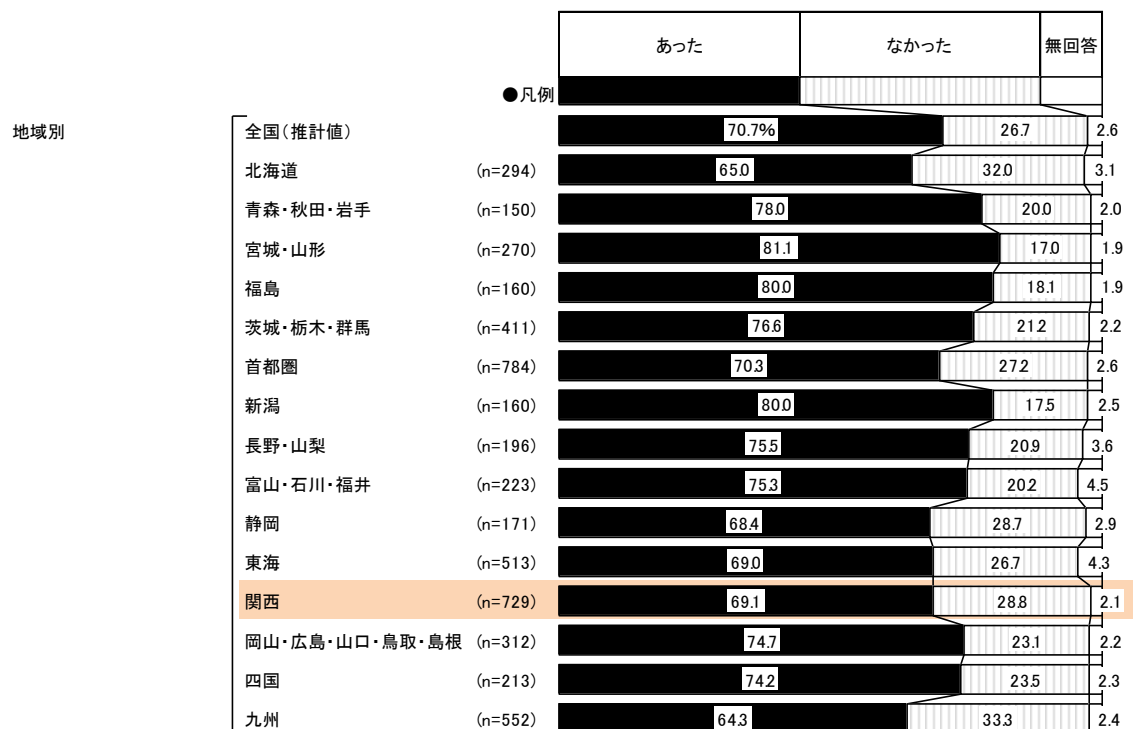 あった なかった 無回答
●凡例
地域別 全国(推計値) 70.7% 26.7 2.6
北海道 (n=294) 65.0 32.0 3.1
青森・秋田・岩手 (n=150) 78.0 20.0 2.0
宮城・山形 (n=270) 81.1 17.0 1.9
福島 (n=160) 80.0 18.1 1.9
茨城・栃木・群馬 (n=411) 76.6 21.2 2.2
首都圏 (n=784) 70.3 27.2 2.6
新潟 (n=160) 80.0 17.5 2.5
長野・山梨 (n=196) 75.5 20.9 3.6
富山・石川・福井 (n=223) 75.3 20.2 4.5
静岡 (n=171) 68.4 28.7 2.9
東海 (n=513) 69.0 26.7 4.3
関西 (n=729) 69.1 28.8 2.1
岡山・広島・山口・鳥取・島根 (n=312) 74.7 23.1 2.2
四国 (n=213) 74.2 23.5 2.3
九州 (n=552) 64.3 33.3 2.4